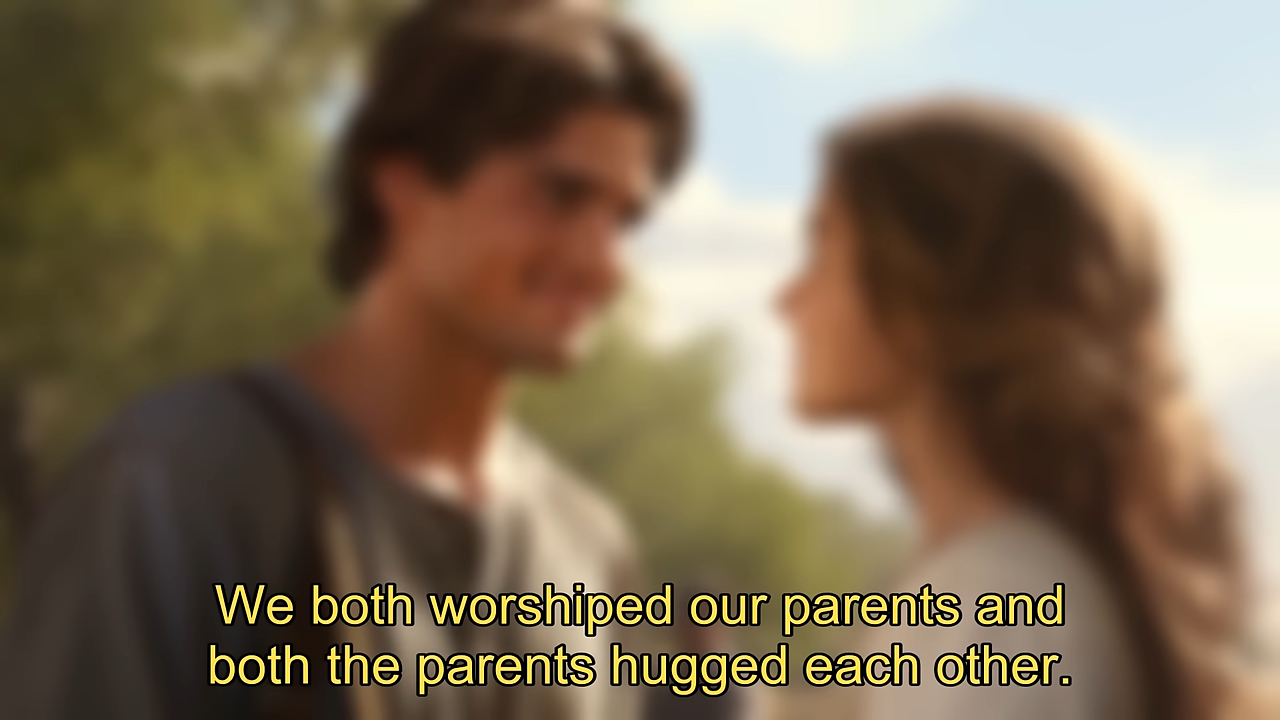 We both worshiped our parents and
both the parents hugged each other.